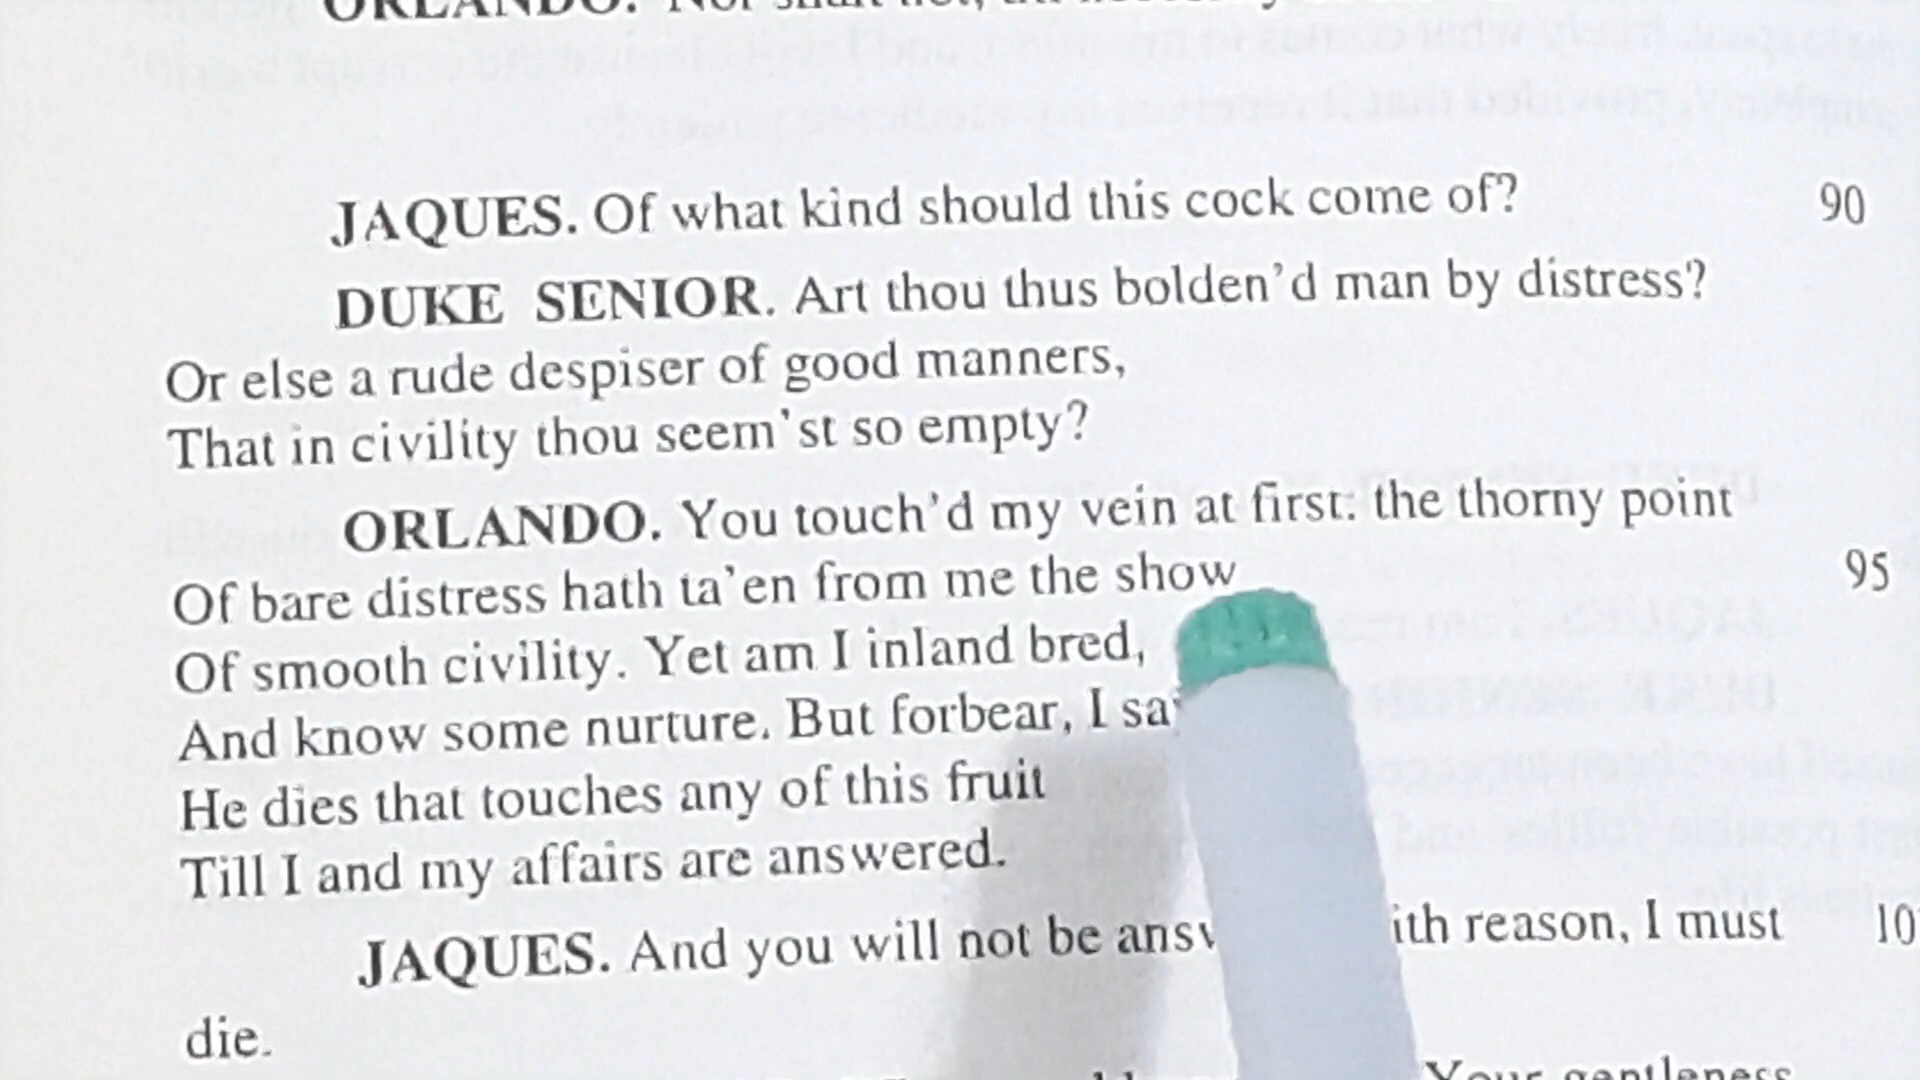 ORLANDO.
JAQUES. Of what kind should this cock come of? 90
DUKE SENIOR. Art thou thus bolden'd man by distress?
Or else a rude despiser of good manners,
That in civility thou seem'st so empty?
ORLANDO. You touch'd my vein at first: the thorny point
Of bare distress hath ta'en from me the show 95
Of smooth civility. Yet am I inland bred,
And know some nurture. But forbear, I say
He dies that touches any of this fruit
Till I and my affairs are answered.
JAQUES. And you will not be reason, I must
die.
Your gentleness